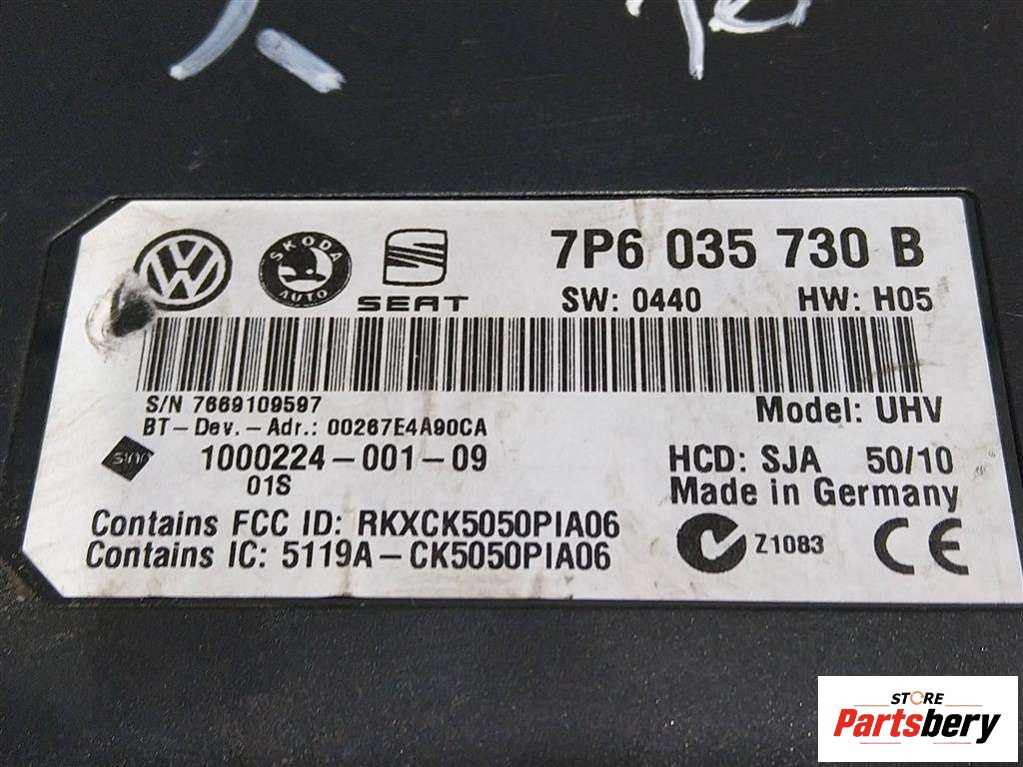 SKODA
AUTO
SEAT
7P6 035 730 B
SW: 0440 HW: H05
S/N 7669109597
BT-Dev.-Adr.: 00267E4A90CA
Model: UHV
1000224-001-09
01S
HCD: SJA 50/10
Made in Germany
Contains FCC ID: RKXCK5050PIA06
Contains IC: 5119A-CK5050PIA06
Z1083
CE
STORE
Partsbery